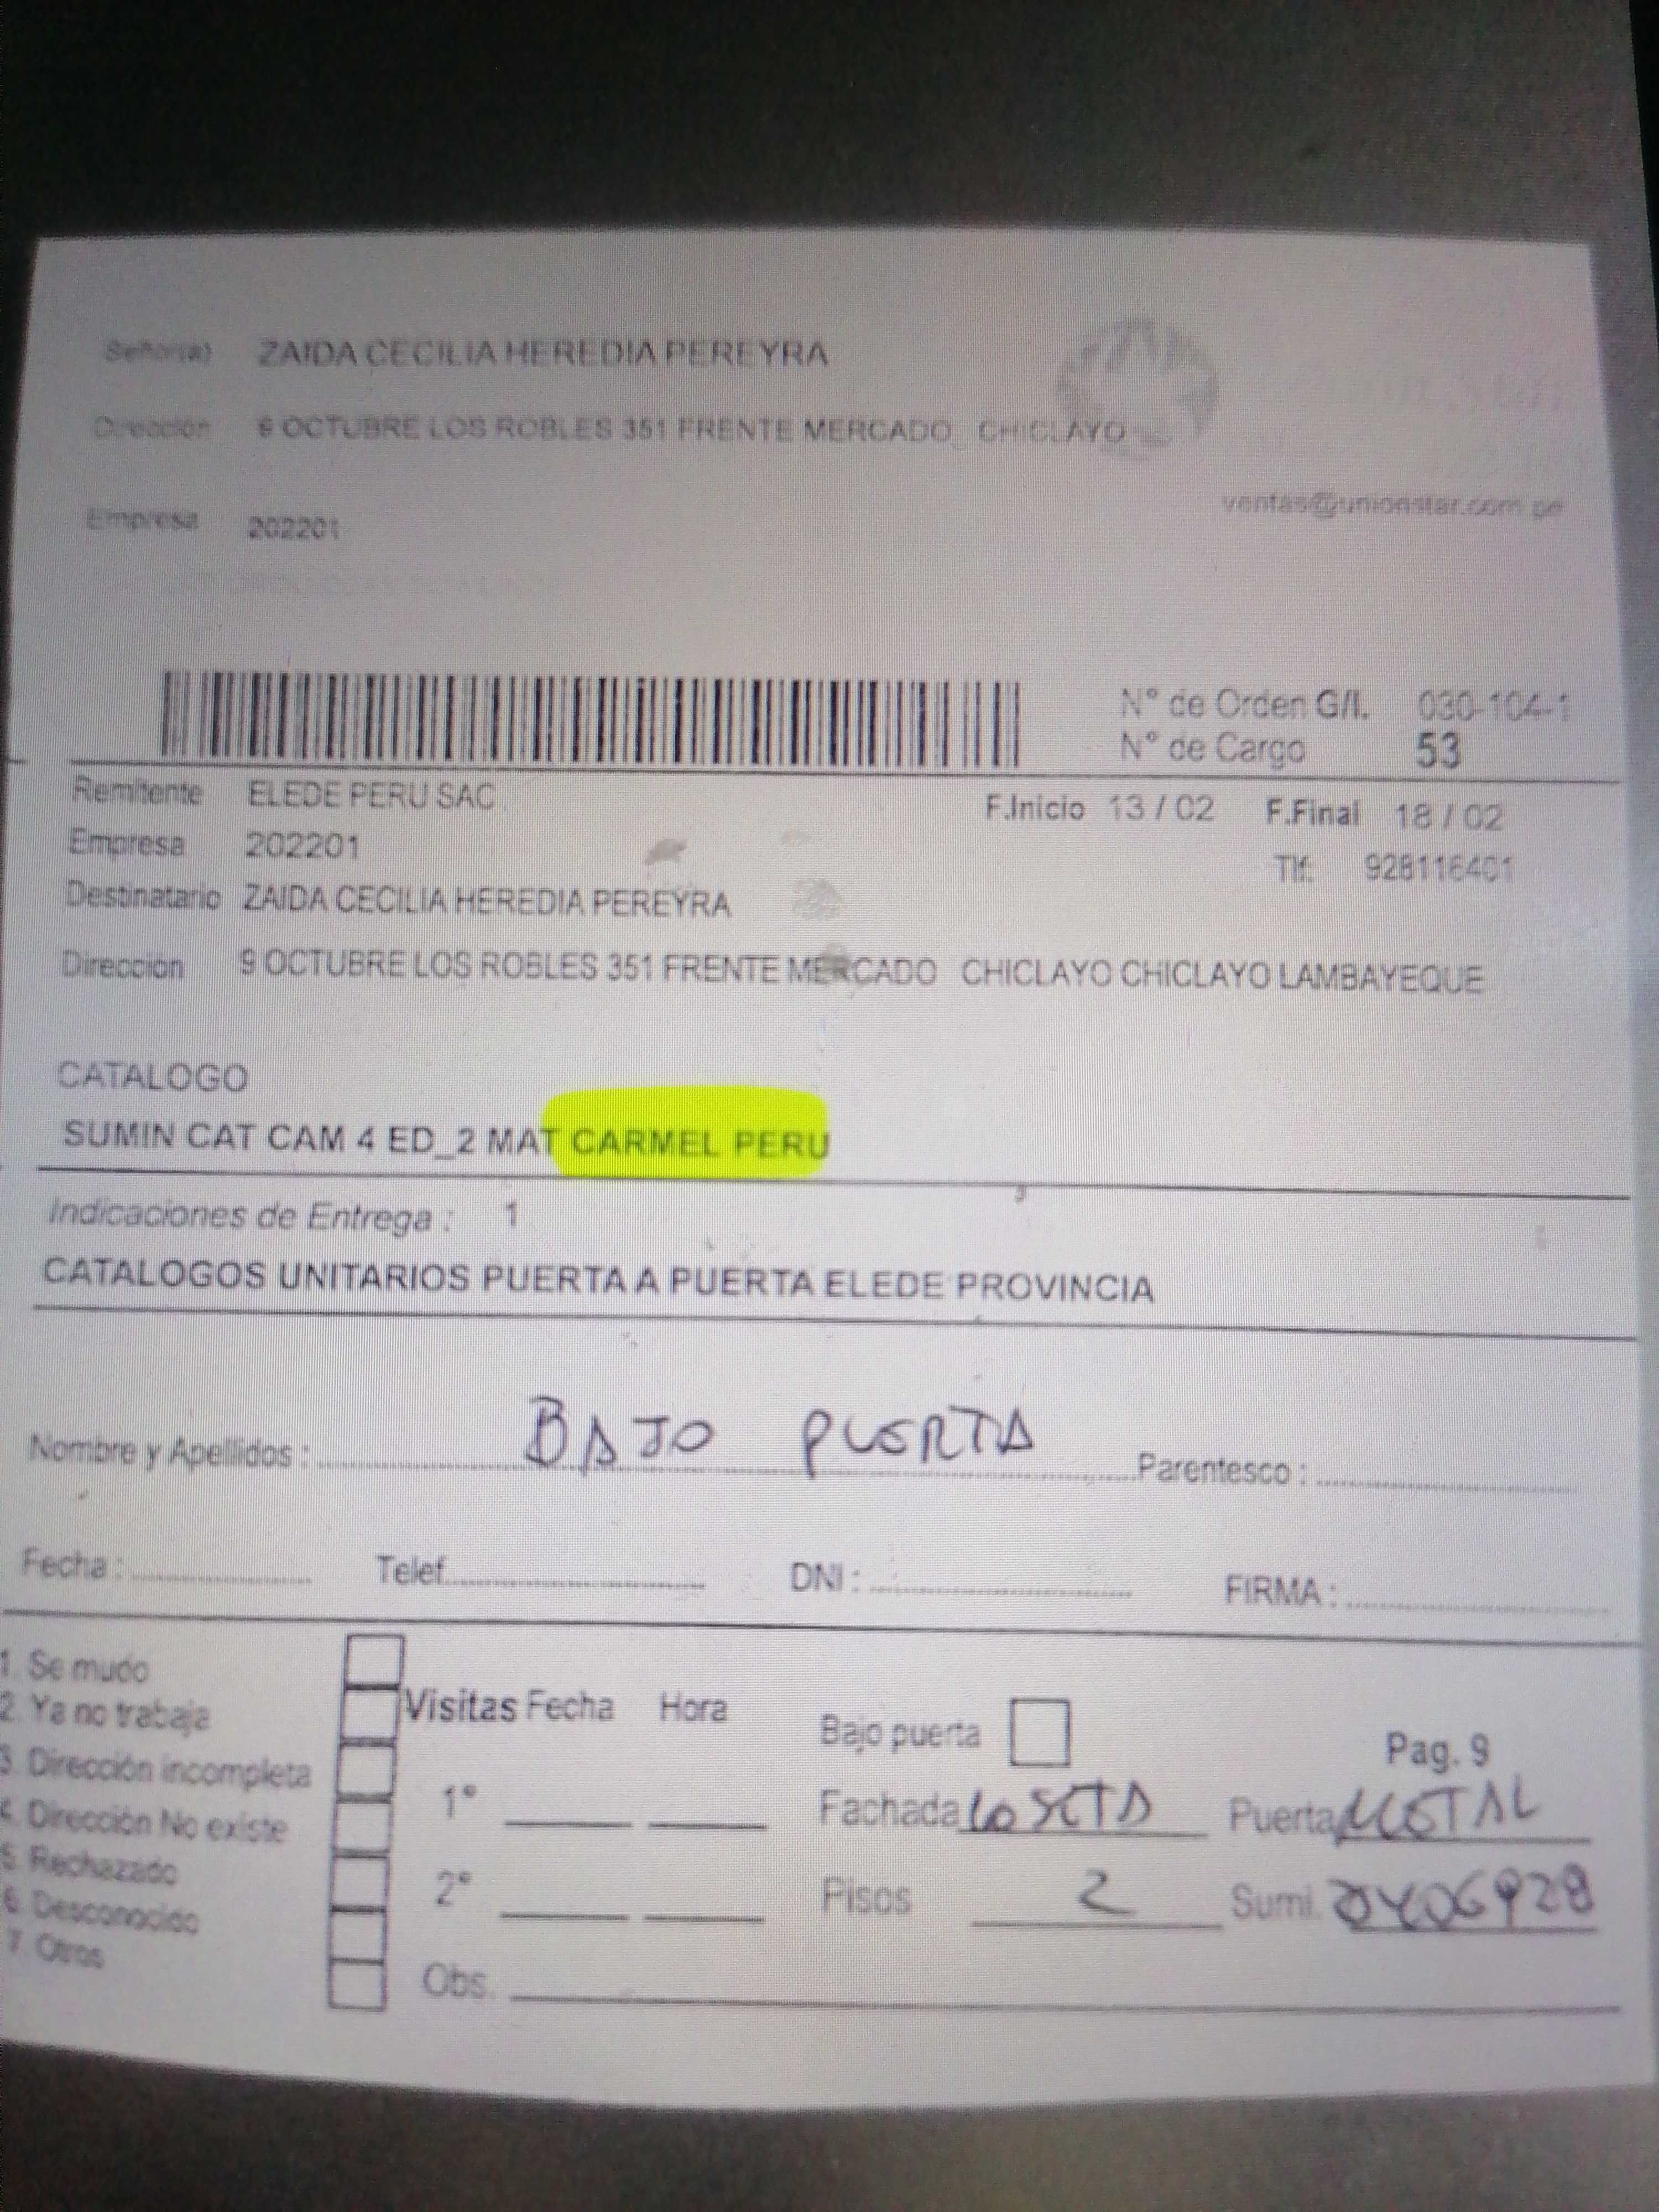 Señor(a) ZAIDA CECILIA HEREDIA PEREYRA
Dirección 9 OCTUBRE LOS ROBLES 351 FRENTE MERCADO CHICLAYO
Empresa 202201
ventas@unionstar.com.pe
N° de Orden G/I. 030-104-1
N° de Cargo 53
Remitente ELEDE PERU SAC
F.Inicio 13 / 02 F.Final 18 / 02
Empresa 202201
Tlf. 928116401
Destinatario ZAIDA CECILIA HEREDIA PEREYRA
Direccion 9 OCTUBRE LOS ROBLES 351 FRENTE MERCADO CHICLAYO CHICLAYO LAMBAYEQUE
CATALOGO
SUMIN CAT CAM 4 ED_2 MAT CARMEL PERU
Indicaciones de Entrega : 1
CATALOGOS UNITARIOS PUERTA A PUERTA ELEDE PROVINCIA
Nombre y Apellidos : BAJO PUERTA Parentesco :
Fecha : Telef. DNI : FIRMA :
1. Se mudo
2. Ya no trabaja
3. Dirección incompleta
4. Dirección No existe
5. Rechazado
6. Desconocido
7. Otros
Visitas Fecha Hora
1°
2°
Obs.
Bajo puerta
Pag. 9
Fachada LOSETA Puerta METAL
Pisos 2 Sumi.